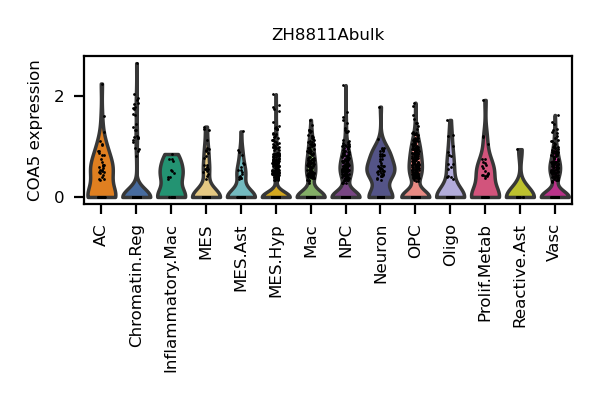 ZH8811Abulk
COA5 expression
2
0
AC
Chromatin.Reg
Inflammatory.Mac
MES
MES.Ast
MES.Hyp
Mac
NPC
Neuron
OPC
Oligo
Prolif.Metab
Reactive.Ast
Vasc